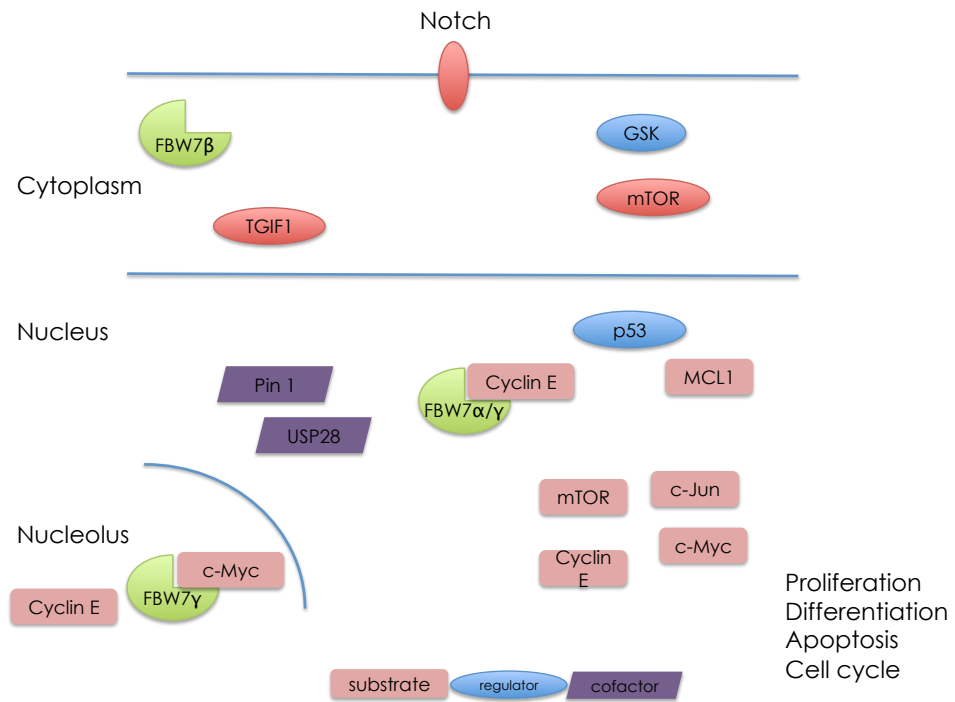 Notch
FBW7β
GSK
Cytoplasm
mTOR
TGIF1
Nucleus
p53
Pin 1
Cyclin E
MCL1
FBW7α/γ
USP28
mTOR
c-Jun
Nucleolus
c-Myc
c-Myc
Cyclin
E
FBW7γ
Cyclin E
Proliferation
Differentiation
Apoptosis
Cell cycle
substrate
regulator
cofactor